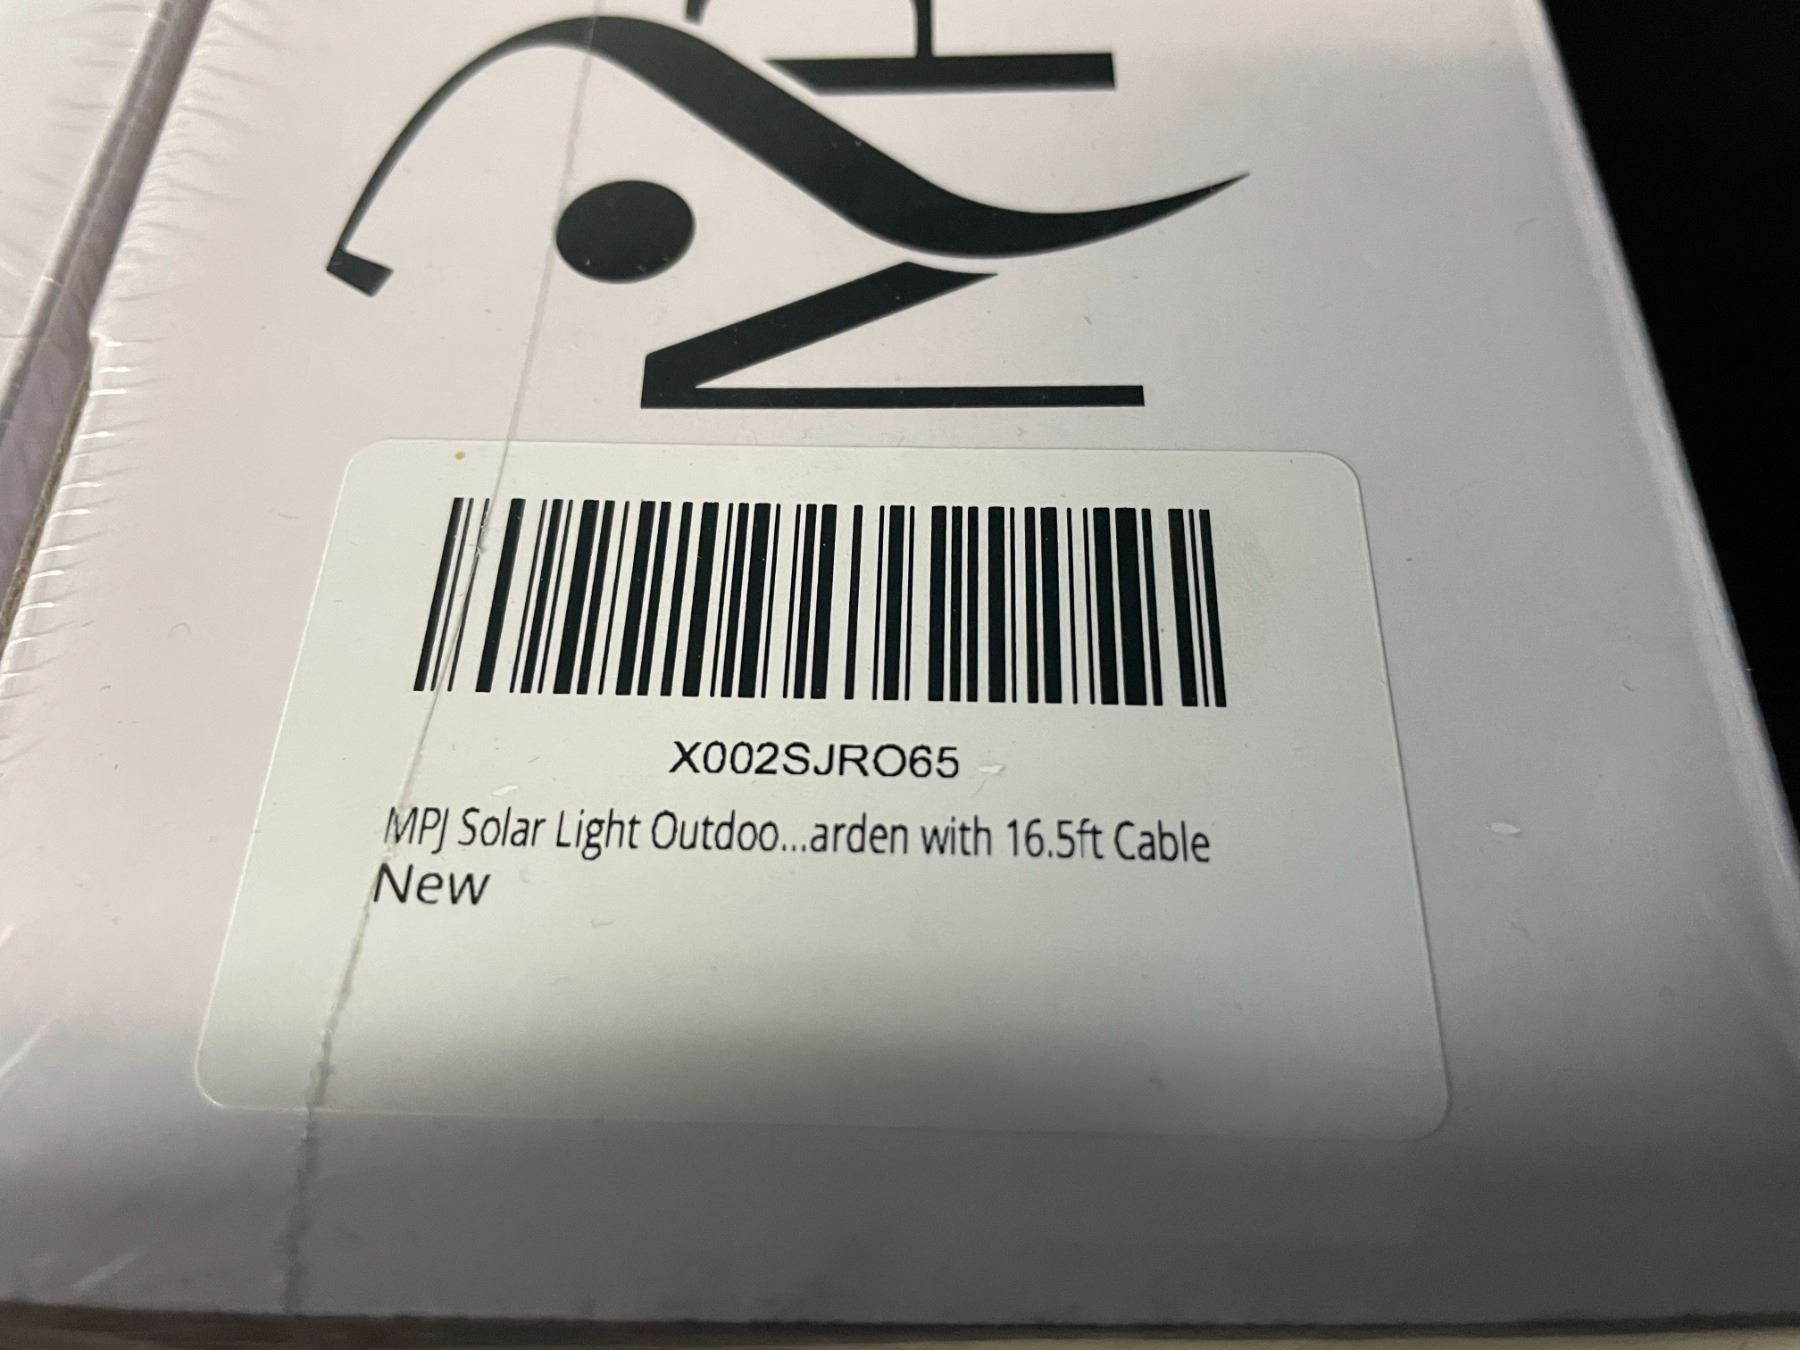 X002SJRO65
MPJ Solar Light Outdoo...arden with 16.5ft Cable
New